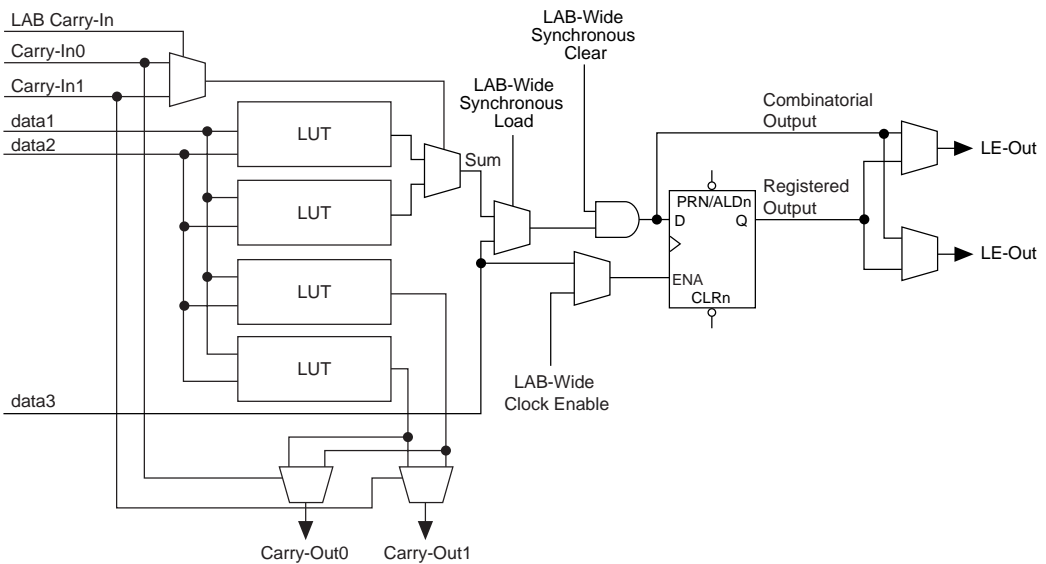 LAB Carry-In
Carry-In0
Carry-In1
data1
data2
data3
LUT
LUT
LUT
LUT
Sum
LAB-Wide
Synchronous
Load
LAB-Wide
Synchronous
Clear
LAB-Wide
Clock Enable
PRN/ALDn
D
Q
ENA
CLRn
Combinatorial
Output
Registered
Output
LE-Out
LE-Out
Carry-Out0
Carry-Out1